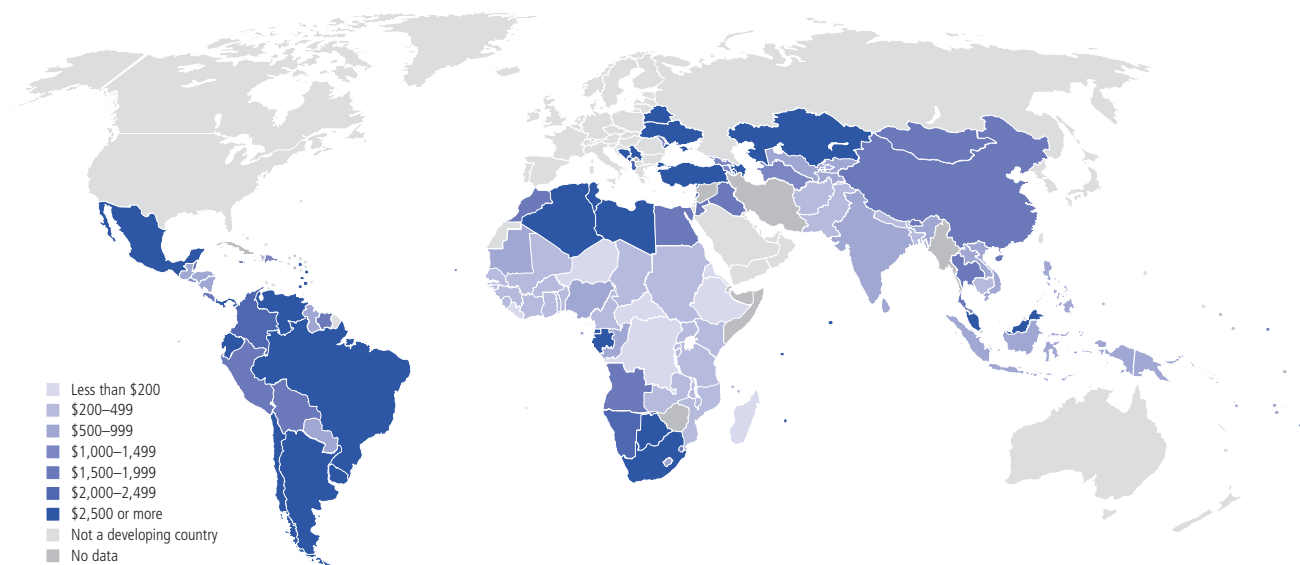 Less than $200
$200–499
$500–999
$1,000–1,499
$1,500–1,999
$2,000–2,499
$2,500 or more
Not a developing country
No data